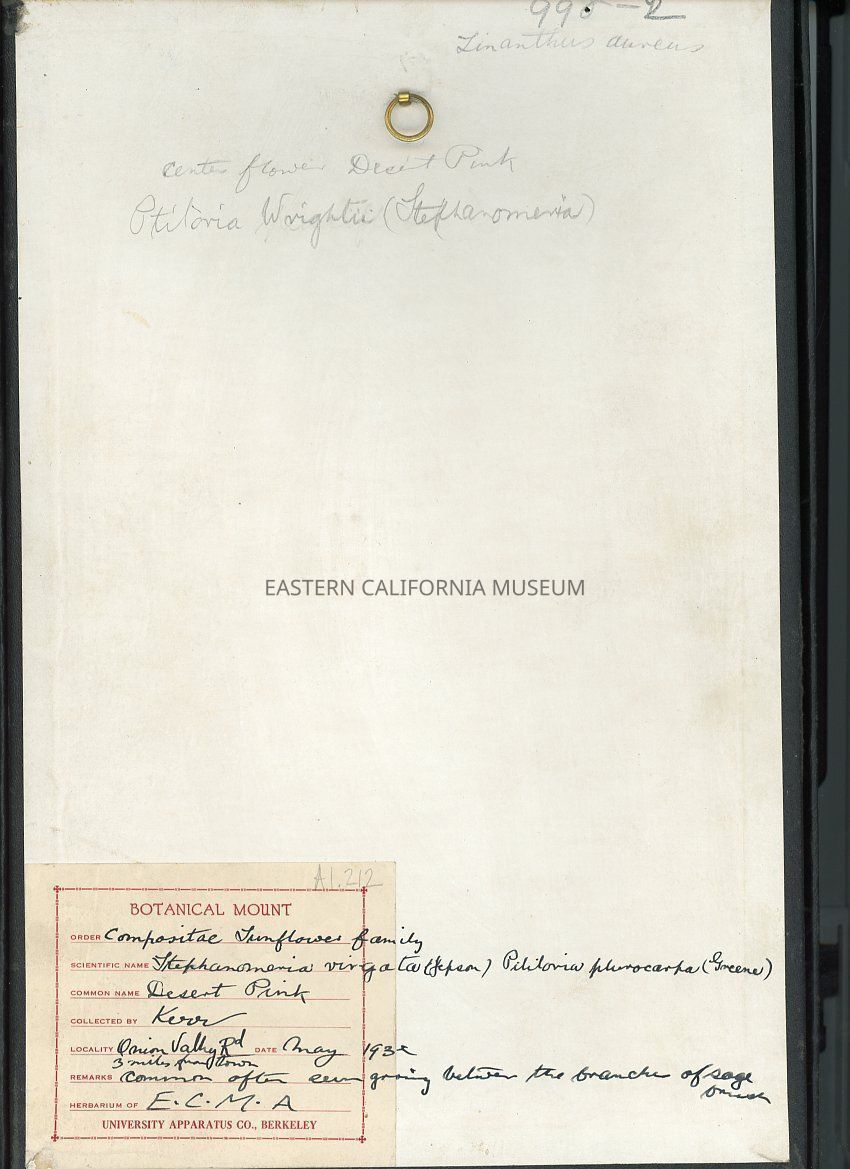 995-2
Linanthus aureus
center flower Desert Pink
Ptiloria Wrightii (Stephanomeria)
EASTERN CALIFORNIA MUSEUM
A1.212
BOTANICAL MOUNT
ORDER Compositae Sunflower family
SCIENTIFIC NAME Stephanomeria virgata (Jepson) Pilitoria plurocarpa (Greene)
COMMON NAME Desert Pink
COLLECTED BY Kerr
LOCALITY Onion Valley Rd DATE May 193
3 miles from town
REMARKS common often seen growing between the branches of sage
brush
HERBARIUM OF E. C. M. A
UNIVERSITY APPARATUS CO., BERKELEY